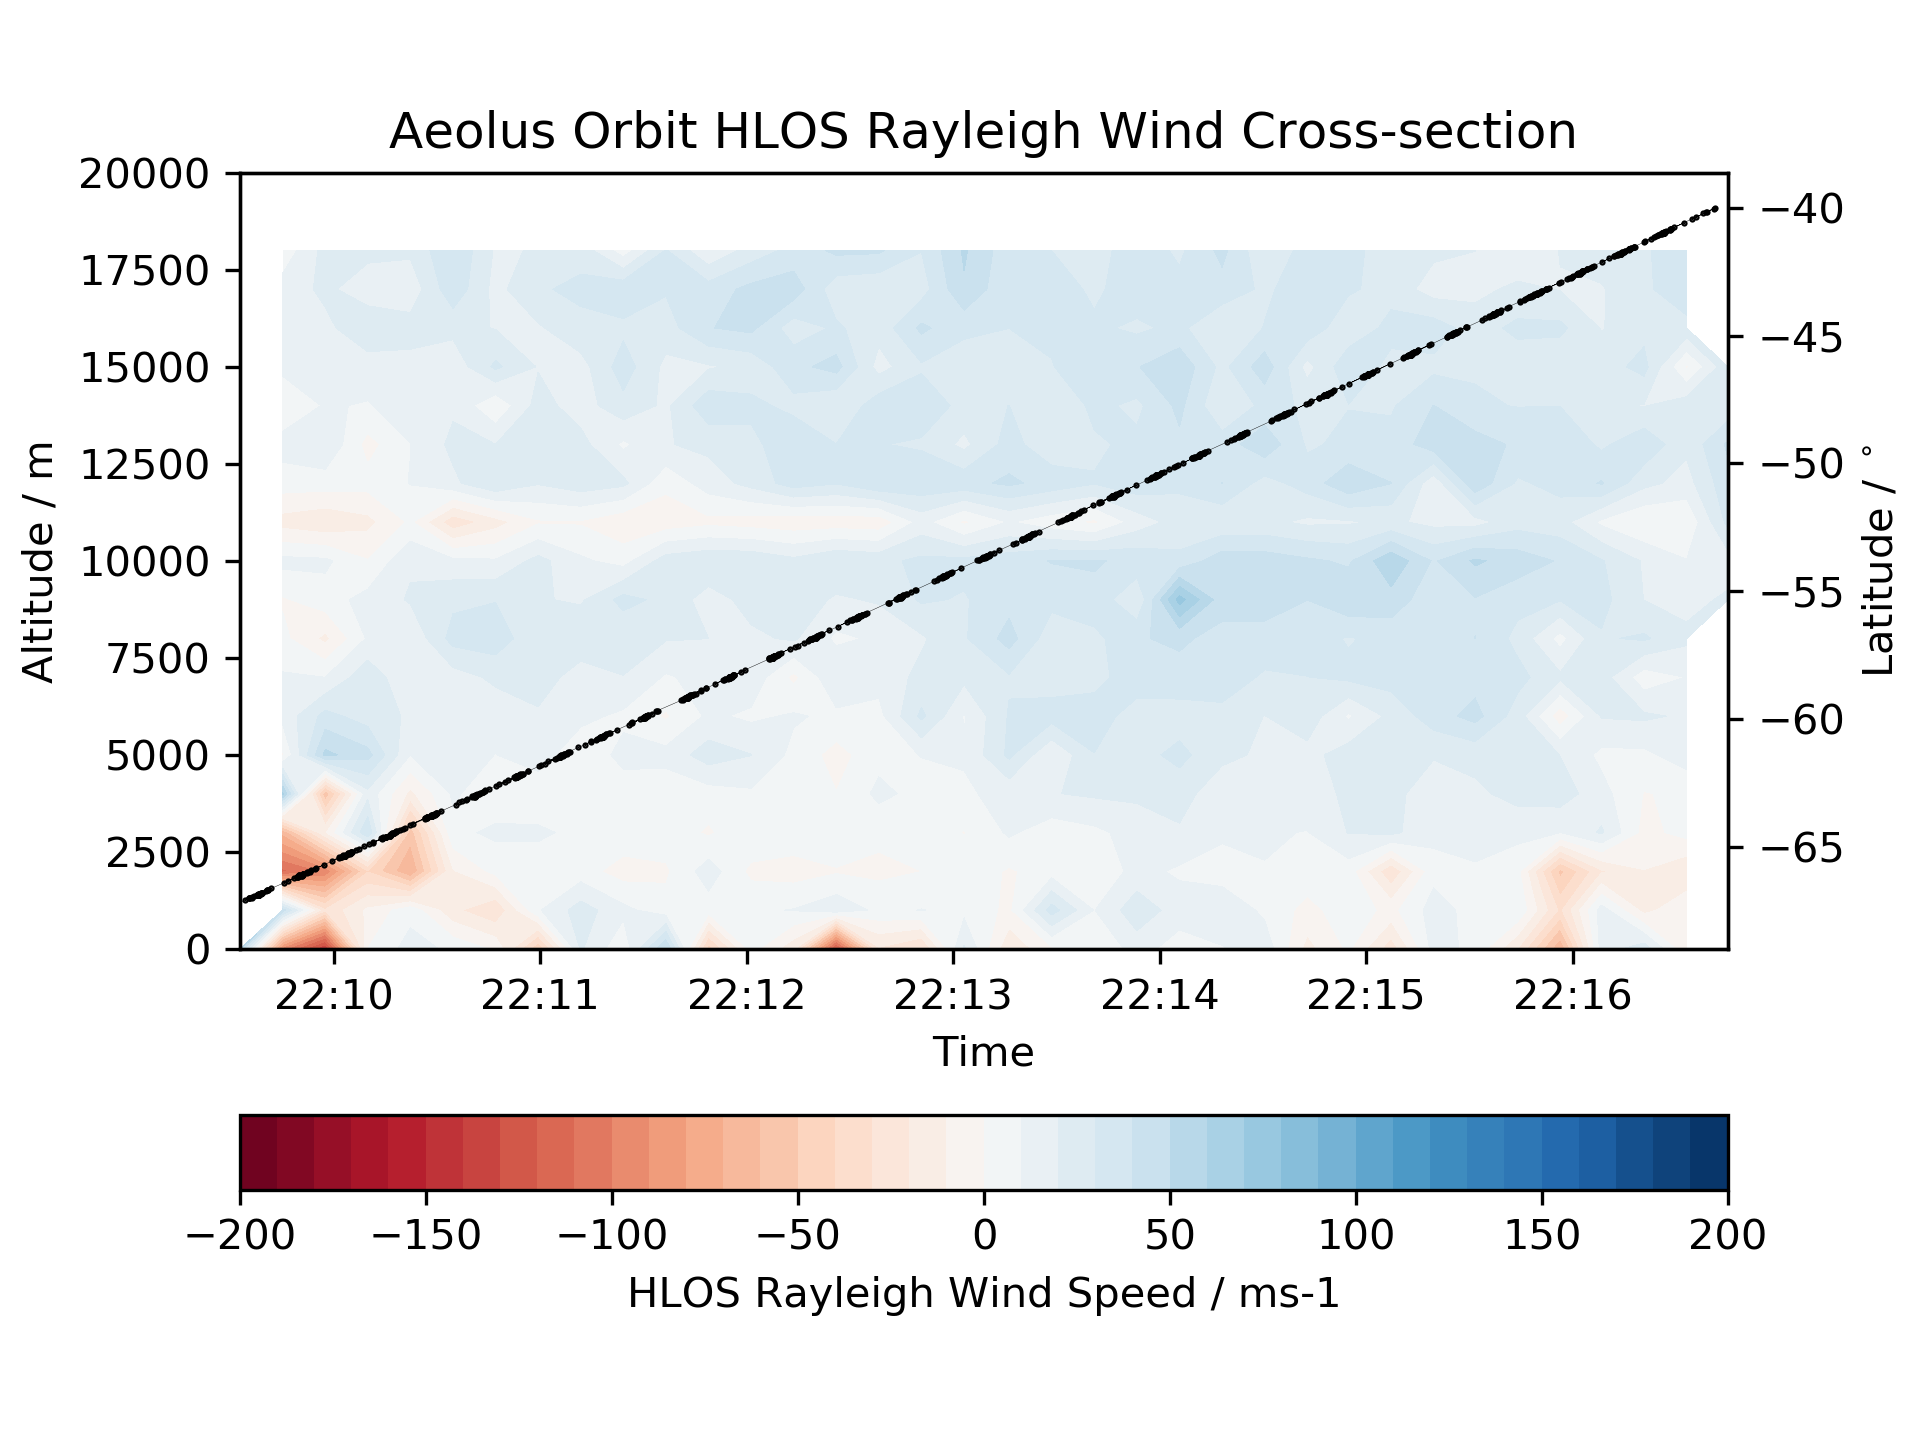 Aeolus Orbit HLOS Rayleigh Wind Cross-section
20000
17500
15000
12500
10000
7500
5000
2500
0
Altitude / m
−40
−45
−50
−55
−60
−65
Latitude / °
22:10 22:11 22:12 22:13 22:14 22:15 22:16
Time
−200 −150 −100 −50 0 50 100 150 200
HLOS Rayleigh Wind Speed / ms-1